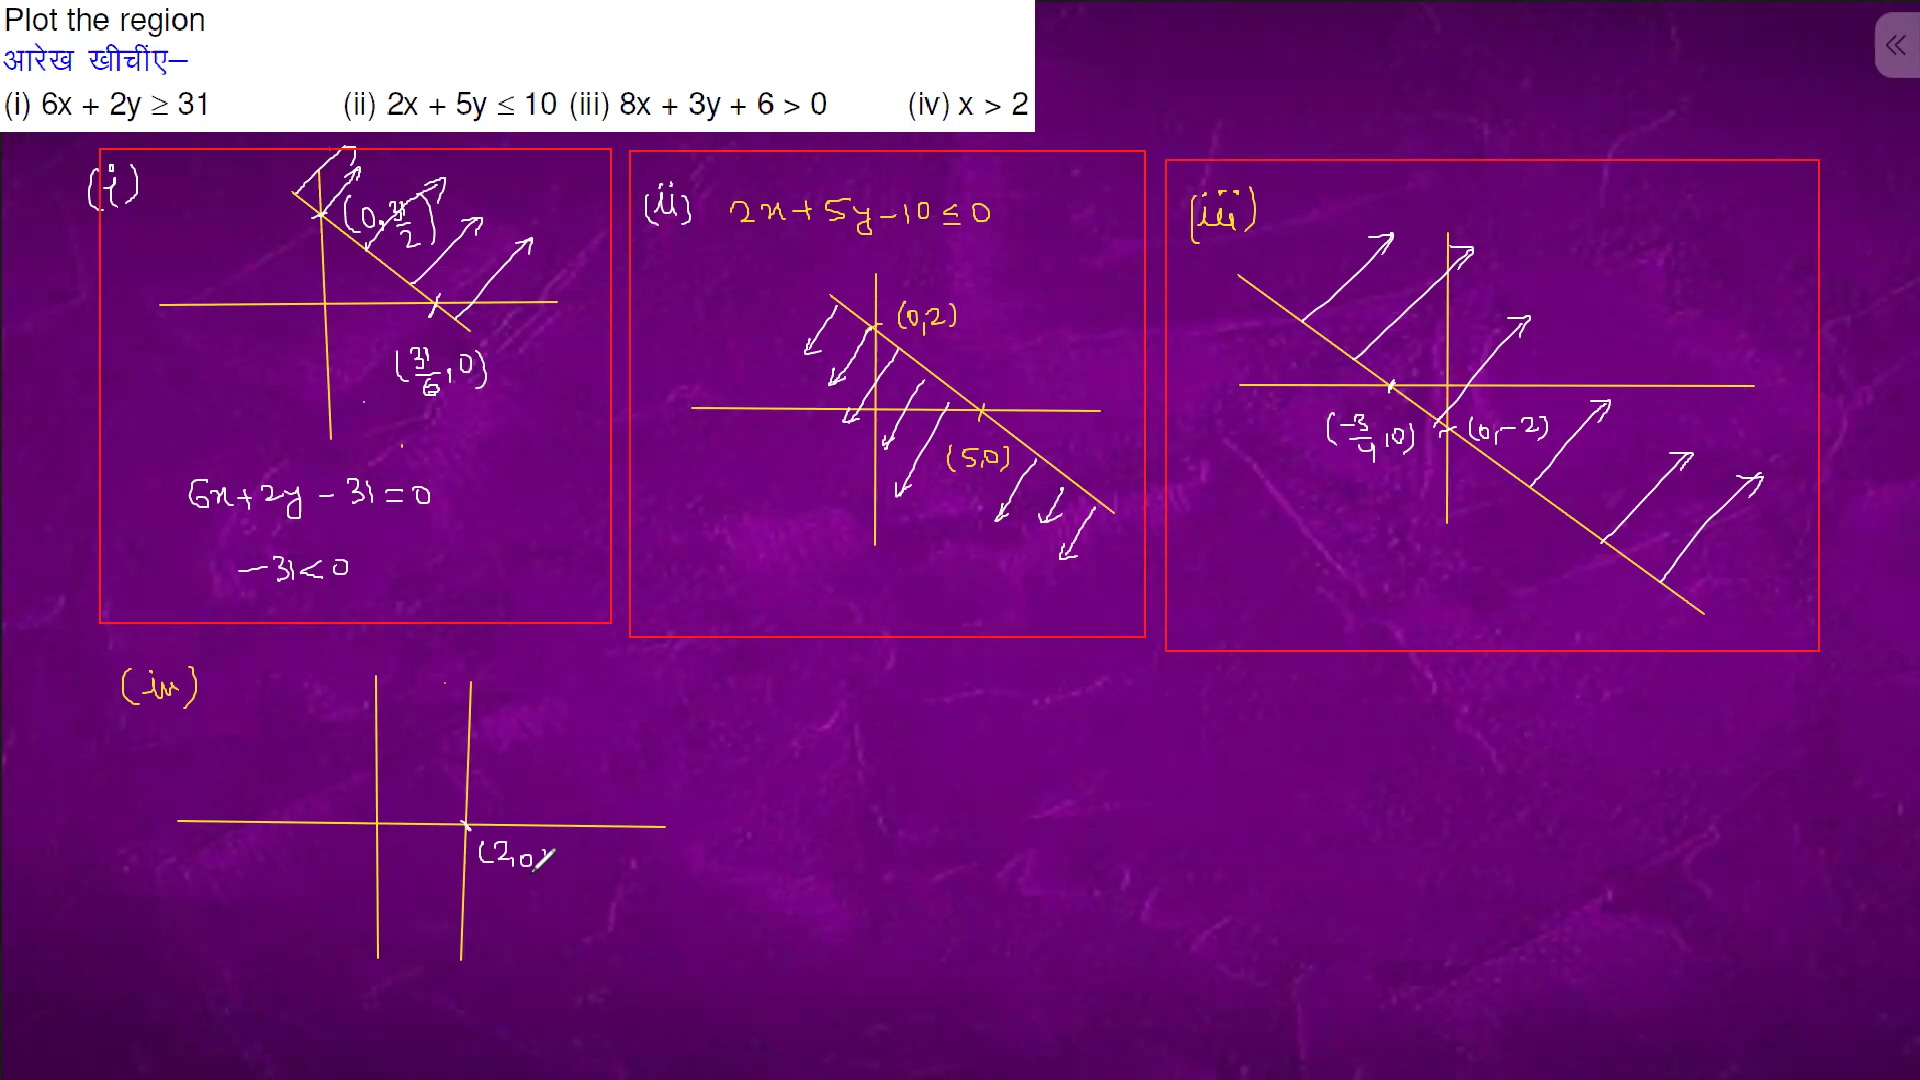 Plot the region
आरेख खीचींए–
(i) 6x + 2y ≥ 31 (ii) 2x + 5y ≤ 10 (iii) 8x + 3y + 6 > 0 (iv) x > 2
(i)
(0, 31/2)
(31/6, 0)
6x+2y-31=0
-31<0
(ii) 2x+5y-10≤0
(0,2)
(5,0)
(iii)
(-3/4, 0) (0,-2)
(iv)
(2,0)